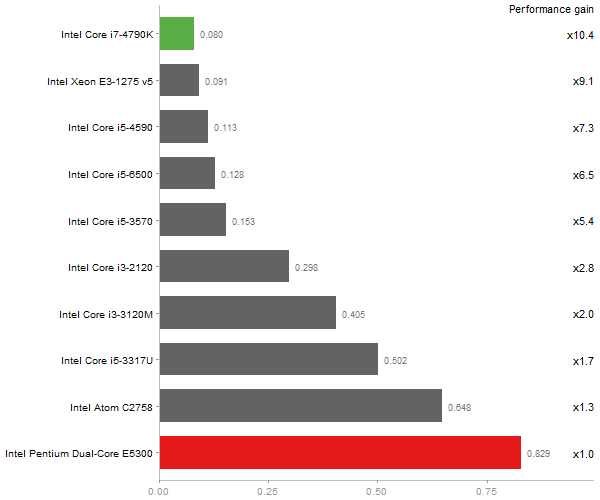 Performance gain
Intel Core i7-4790K 0.080 x10.4
Intel Xeon E3-1275 v5 0.091 x9.1
Intel Core i5-4590 0.113 x7.3
Intel Core i5-6500 0.128 x6.5
Intel Core i5-3570 0.153 x5.4
Intel Core i3-2120 0.298 x2.8
Intel Core i3-3120M 0.405 x2.0
Intel Core i5-3317U 0.502 x1.7
Intel Atom C2758 0.648 x1.3
Intel Pentium Dual-Core E5300 0.829 x1.0
0.00 0.25 0.50 0.75